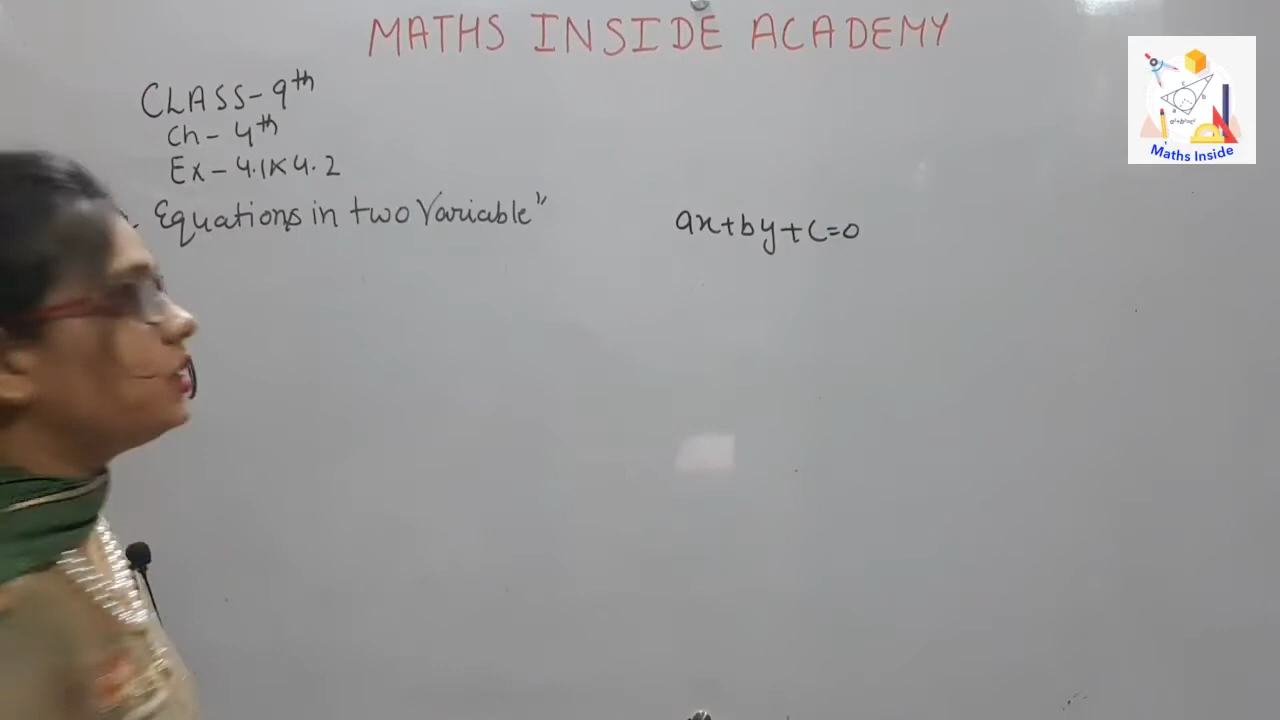 MATHS INSIDE ACADEMY
CLASS-9th
Ch-4th
Ex-4.1&4.2
Equations in two Variable"
ax+by+c=0
Maths Inside